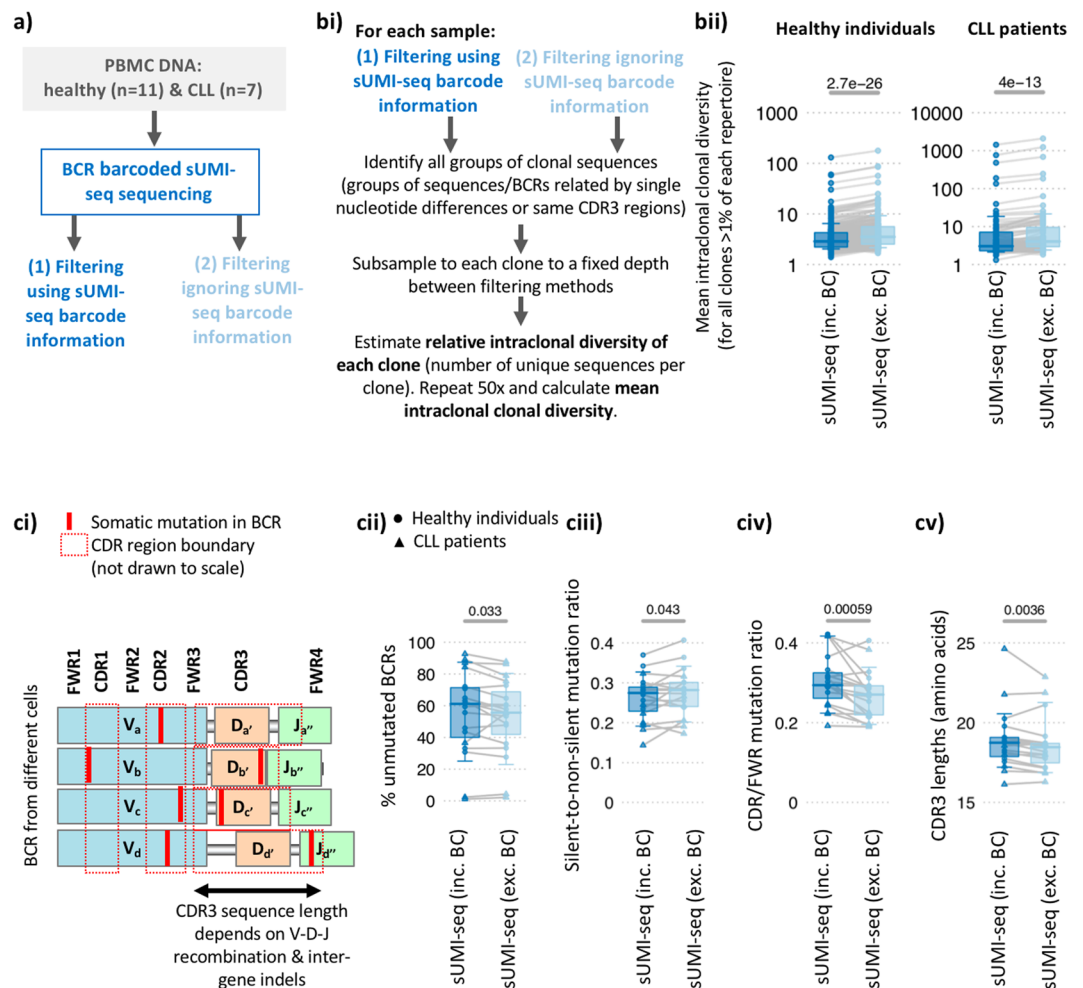 a)
PBMC DNA:
healthy (n=11) & CLL (n=7)
BCR barcoded sUMI-
seq sequencing
(1) Filtering
using sUMI-
seq barcode
information
(2) Filtering
ignoring sUMI-
seq barcode
information
bi)
For each sample:
(1) Filtering using
sUMI-seq barcode
information
(2) Filtering ignoring
sUMI-seq barcode
information
Identify all groups of clonal sequences
(groups of sequences/BCRs related by single
nucleotide differences or same CDR3 regions)
Subsample to each clone to a fixed depth
between filtering methods
Estimate relative intraclonal diversity of
each clone (number of unique sequences per
clone). Repeat 50x and calculate mean
intraclonal clonal diversity.
bii)
Healthy individuals
CLL patients
Mean intraclonal clonal diversity
(for all clones >1% of each repertoire)
2.7e-26
1000
100
10
1
sUMI-seq (inc. BC)
sUMI-seq (exc. BC)
4e-13
10000
1000
100
10
1
sUMI-seq (inc. BC)
sUMI-seq (exc. BC)
ci)
Somatic mutation in BCR
CDR region boundary
(not drawn to scale)
FWR1
CDR1
FWR2
CDR2
FWR3
CDR3
FWR4
BCR from different cells
Va Da' Ja"
Vb Db' Jb"
Vc Dc' Jc"
Vd Dd' Jd"
CDR3 sequence length
depends on V-D-J
recombination & inter-
gene indels
cii)
Healthy individuals
CLL patients
% unmutated BCRs
0.033
100
80
60
40
20
0
sUMI-seq (inc. BC)
sUMI-seq (exc. BC)
ciii)
Silent-to-non-silent mutation ratio
0.043
0.4
0.3
0.2
0.1
0
sUMI-seq (inc. BC)
sUMI-seq (exc. BC)
civ)
CDR/FWR mutation ratio
0.00059
0.4
0.2
0
sUMI-seq (inc. BC)
sUMI-seq (exc. BC)
cv)
CDR3 lengths (amino acids)
0.0036
25
20
15
sUMI-seq (inc. BC)
sUMI-seq (exc. BC)